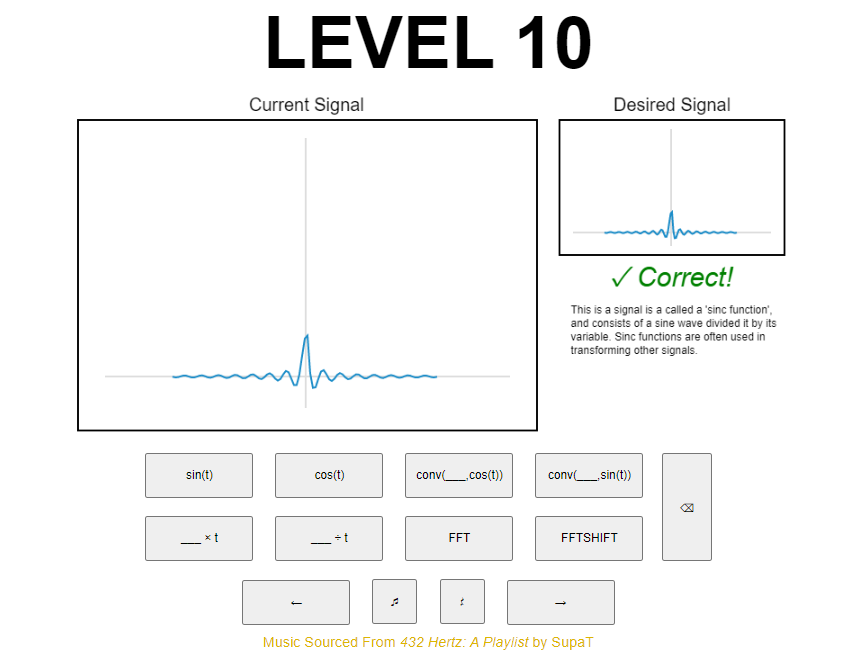 LEVEL 10
Current Signal
Desired Signal
✓ Correct!
This is a signal is a called a 'sinc function',
and consists of a sine wave divided it by its
variable. Sinc functions are often used in
transforming other signals.
sin(t)
cos(t)
conv(___,cos(t))
conv(___,sin(t))
⌫
___ × t
___ ÷ t
FFT
FFTSHIFT
←
♬
𝄽
→
Music Sourced From 432 Hertz: A Playlist by SupaT